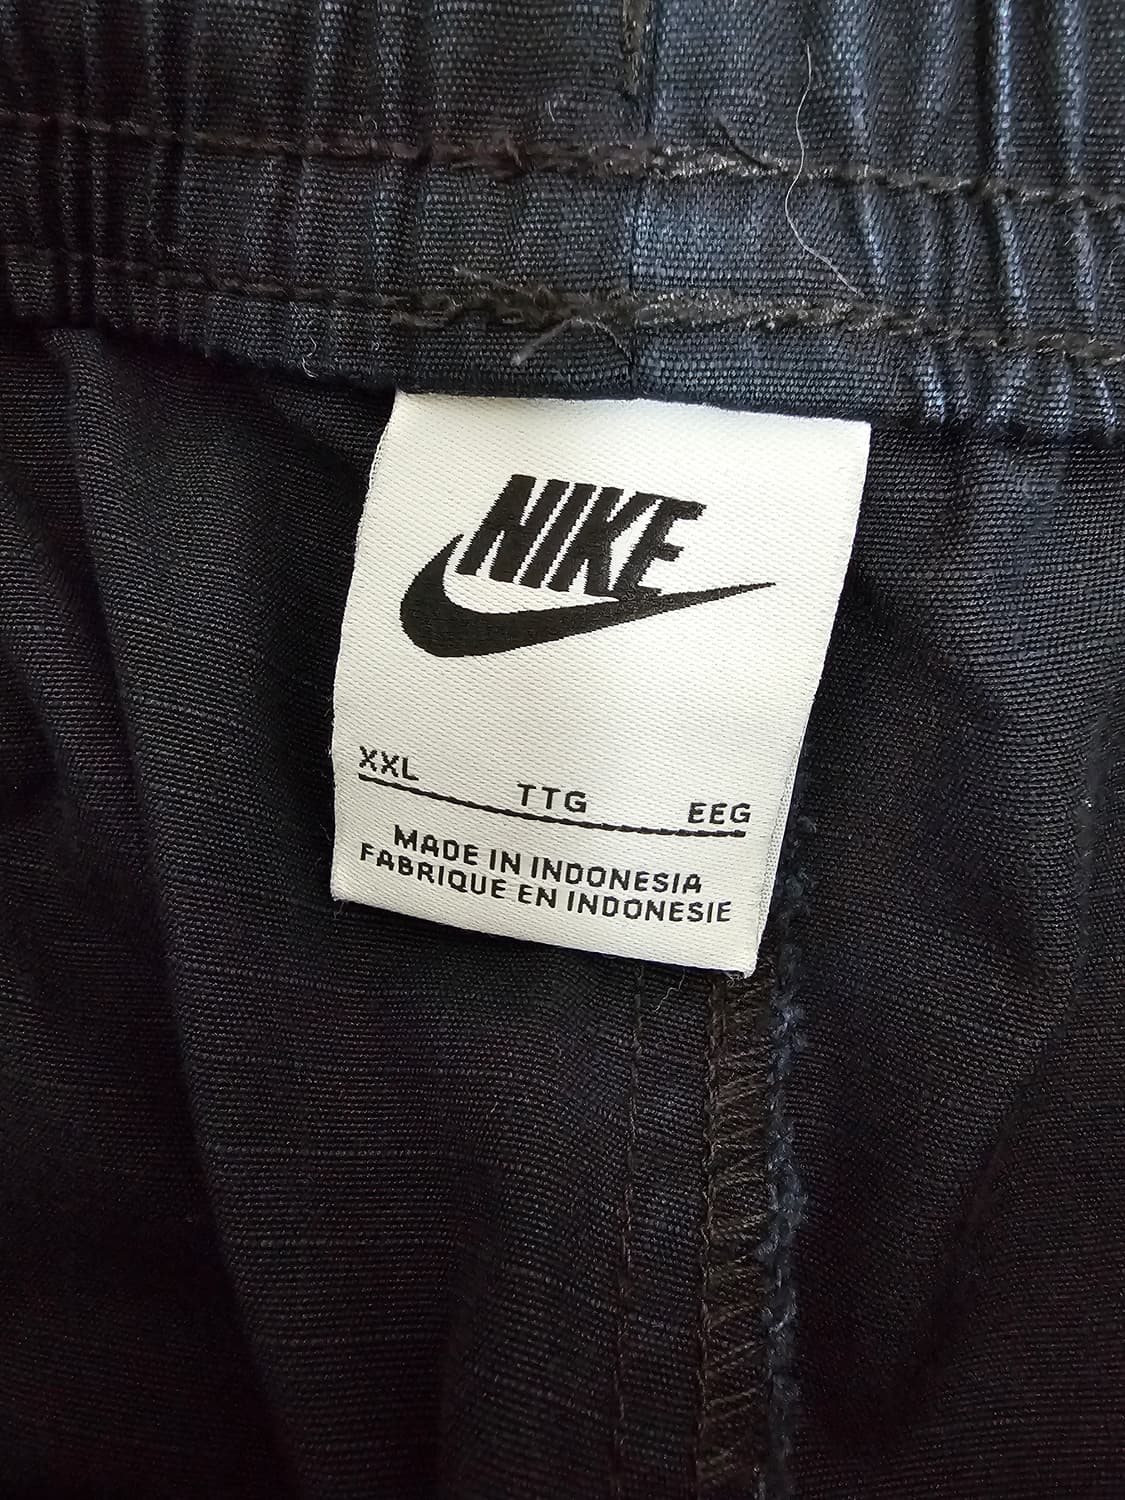 NIKE
XXL TTG EEG
MADE IN INDONESIA
FABRIQUE EN INDONESIE